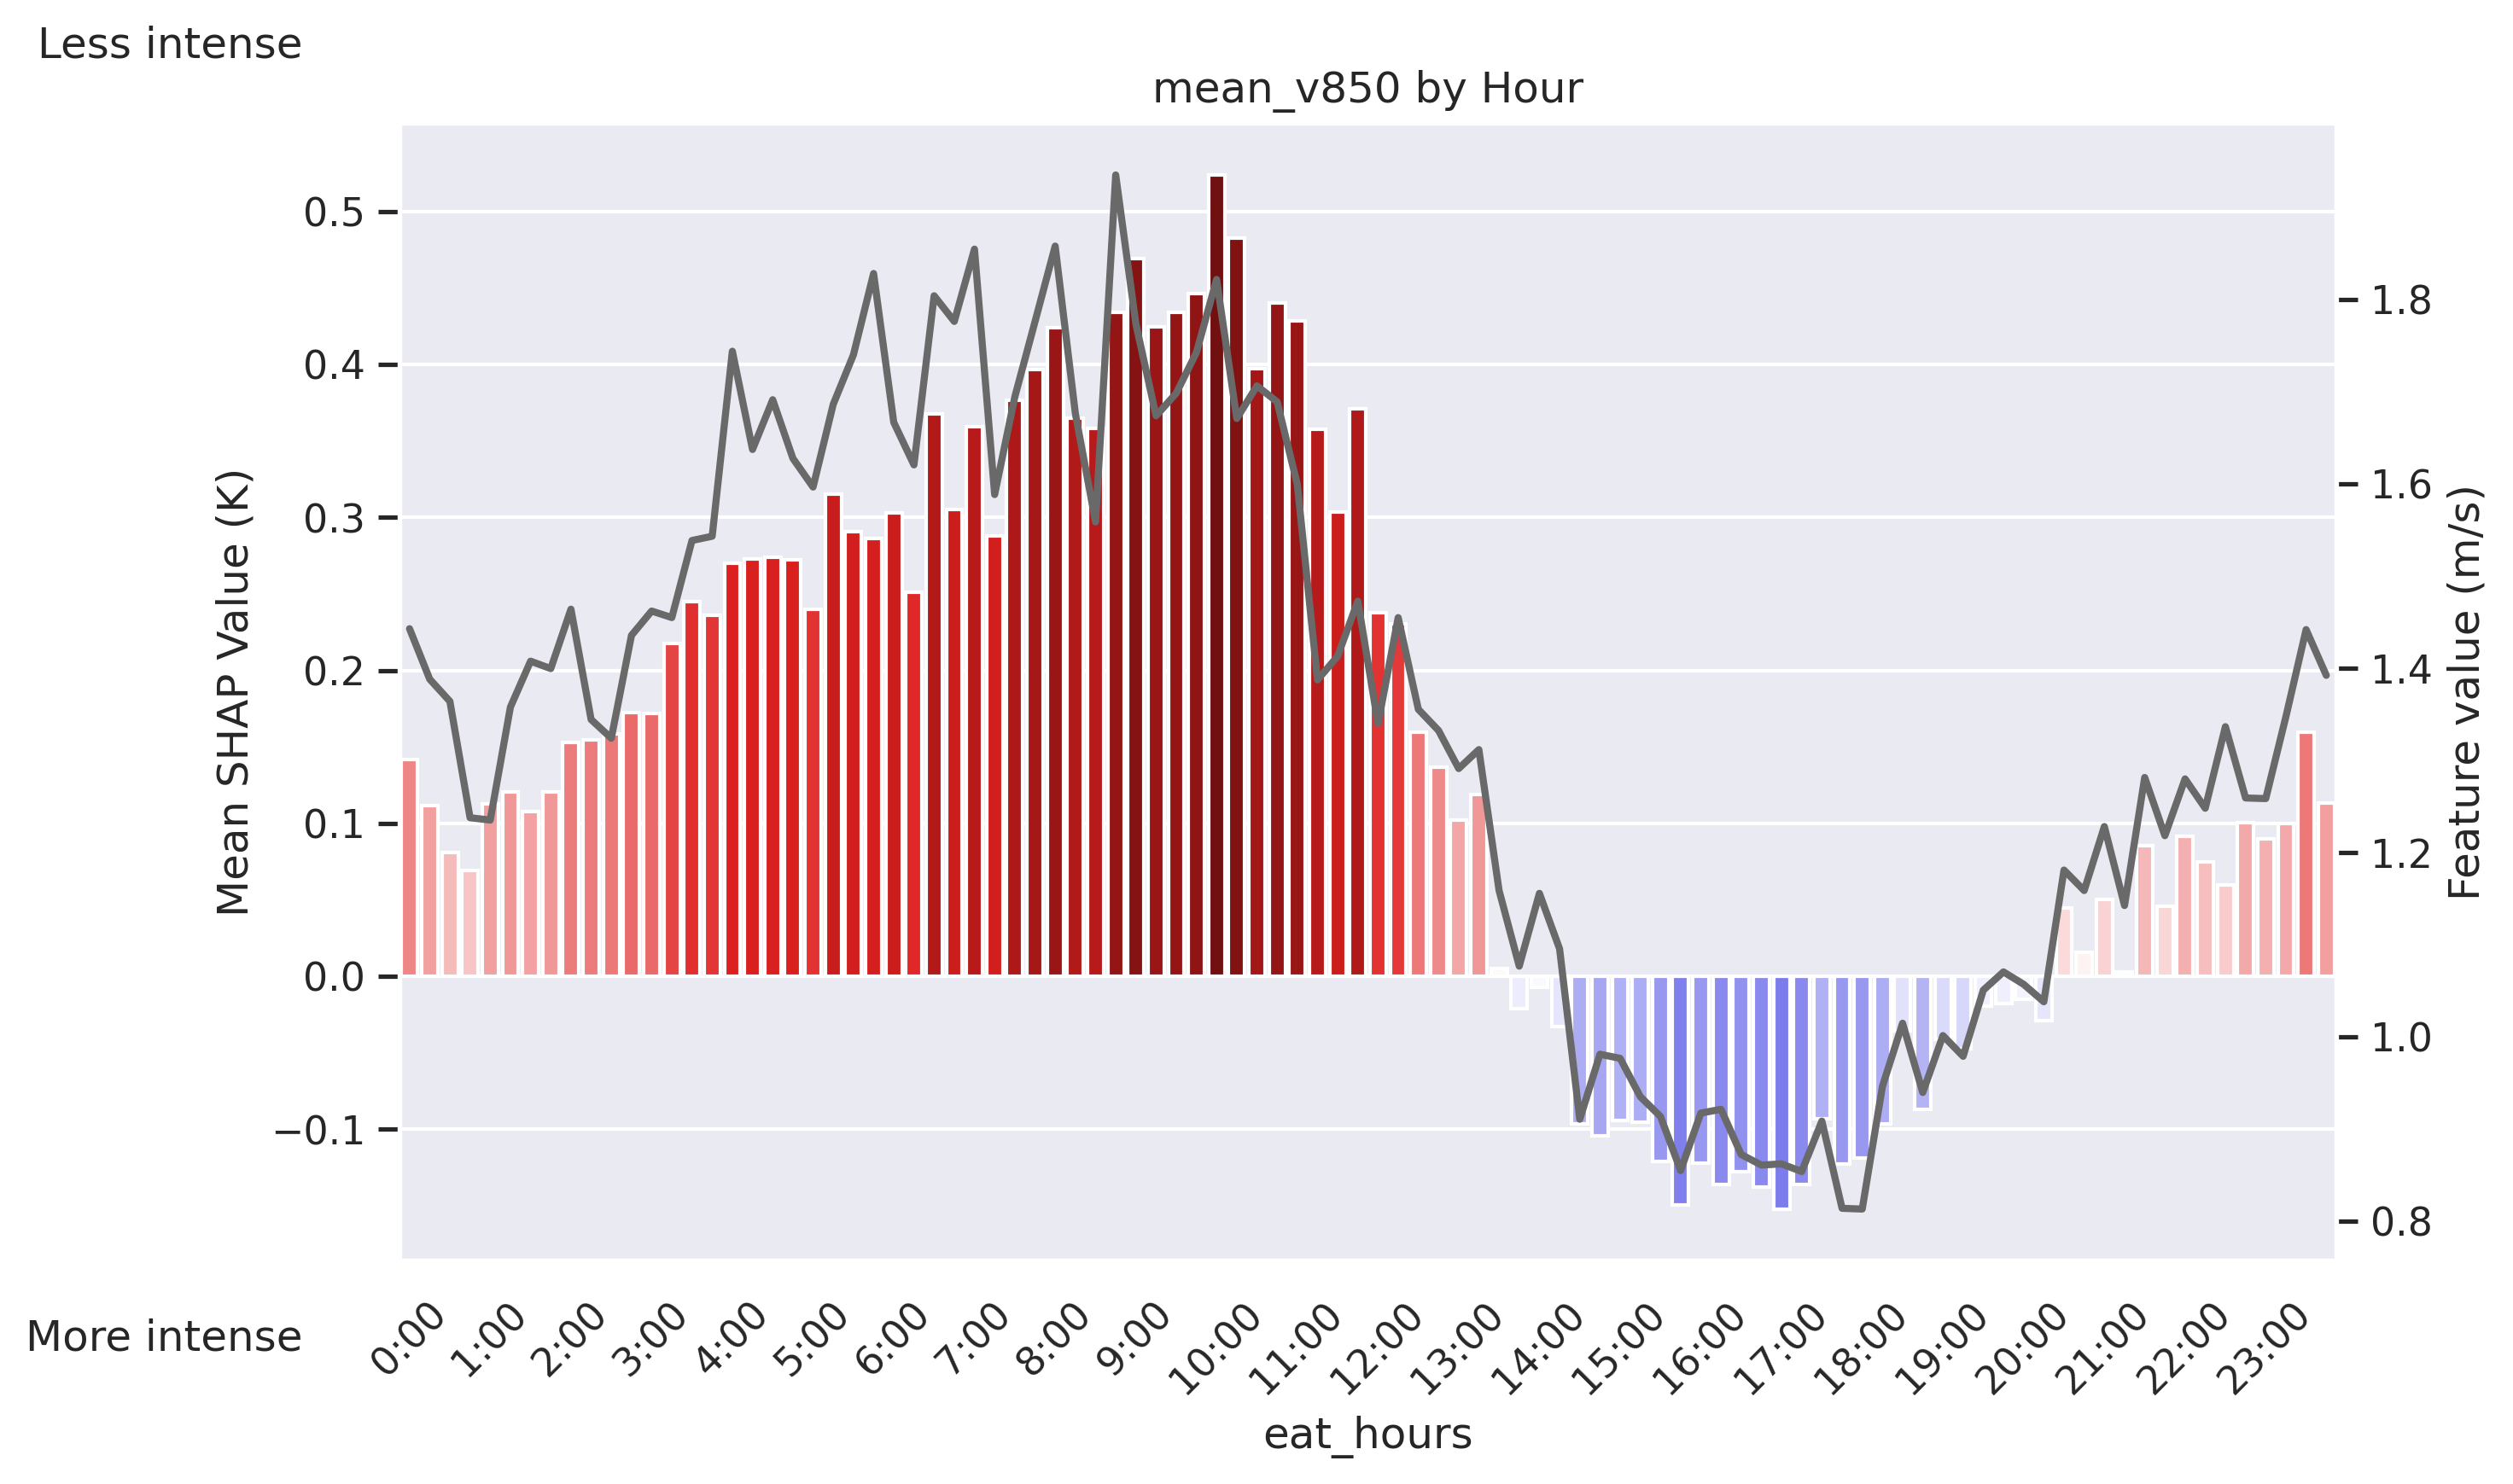 Less intense
mean_v850 by Hour
0.5
0.4
0.3
0.2
0.1
0.0
−0.1
Mean SHAP Value (K)
1.8
1.6
1.4
1.2
1.0
0.8
Feature value (m/s)
More intense
0:00 1:00 2:00 3:00 4:00 5:00 6:00 7:00 8:00 9:00 10:00 11:00 12:00 13:00 14:00 15:00 16:00 17:00 18:00 19:00 20:00 21:00 22:00 23:00
eat_hours